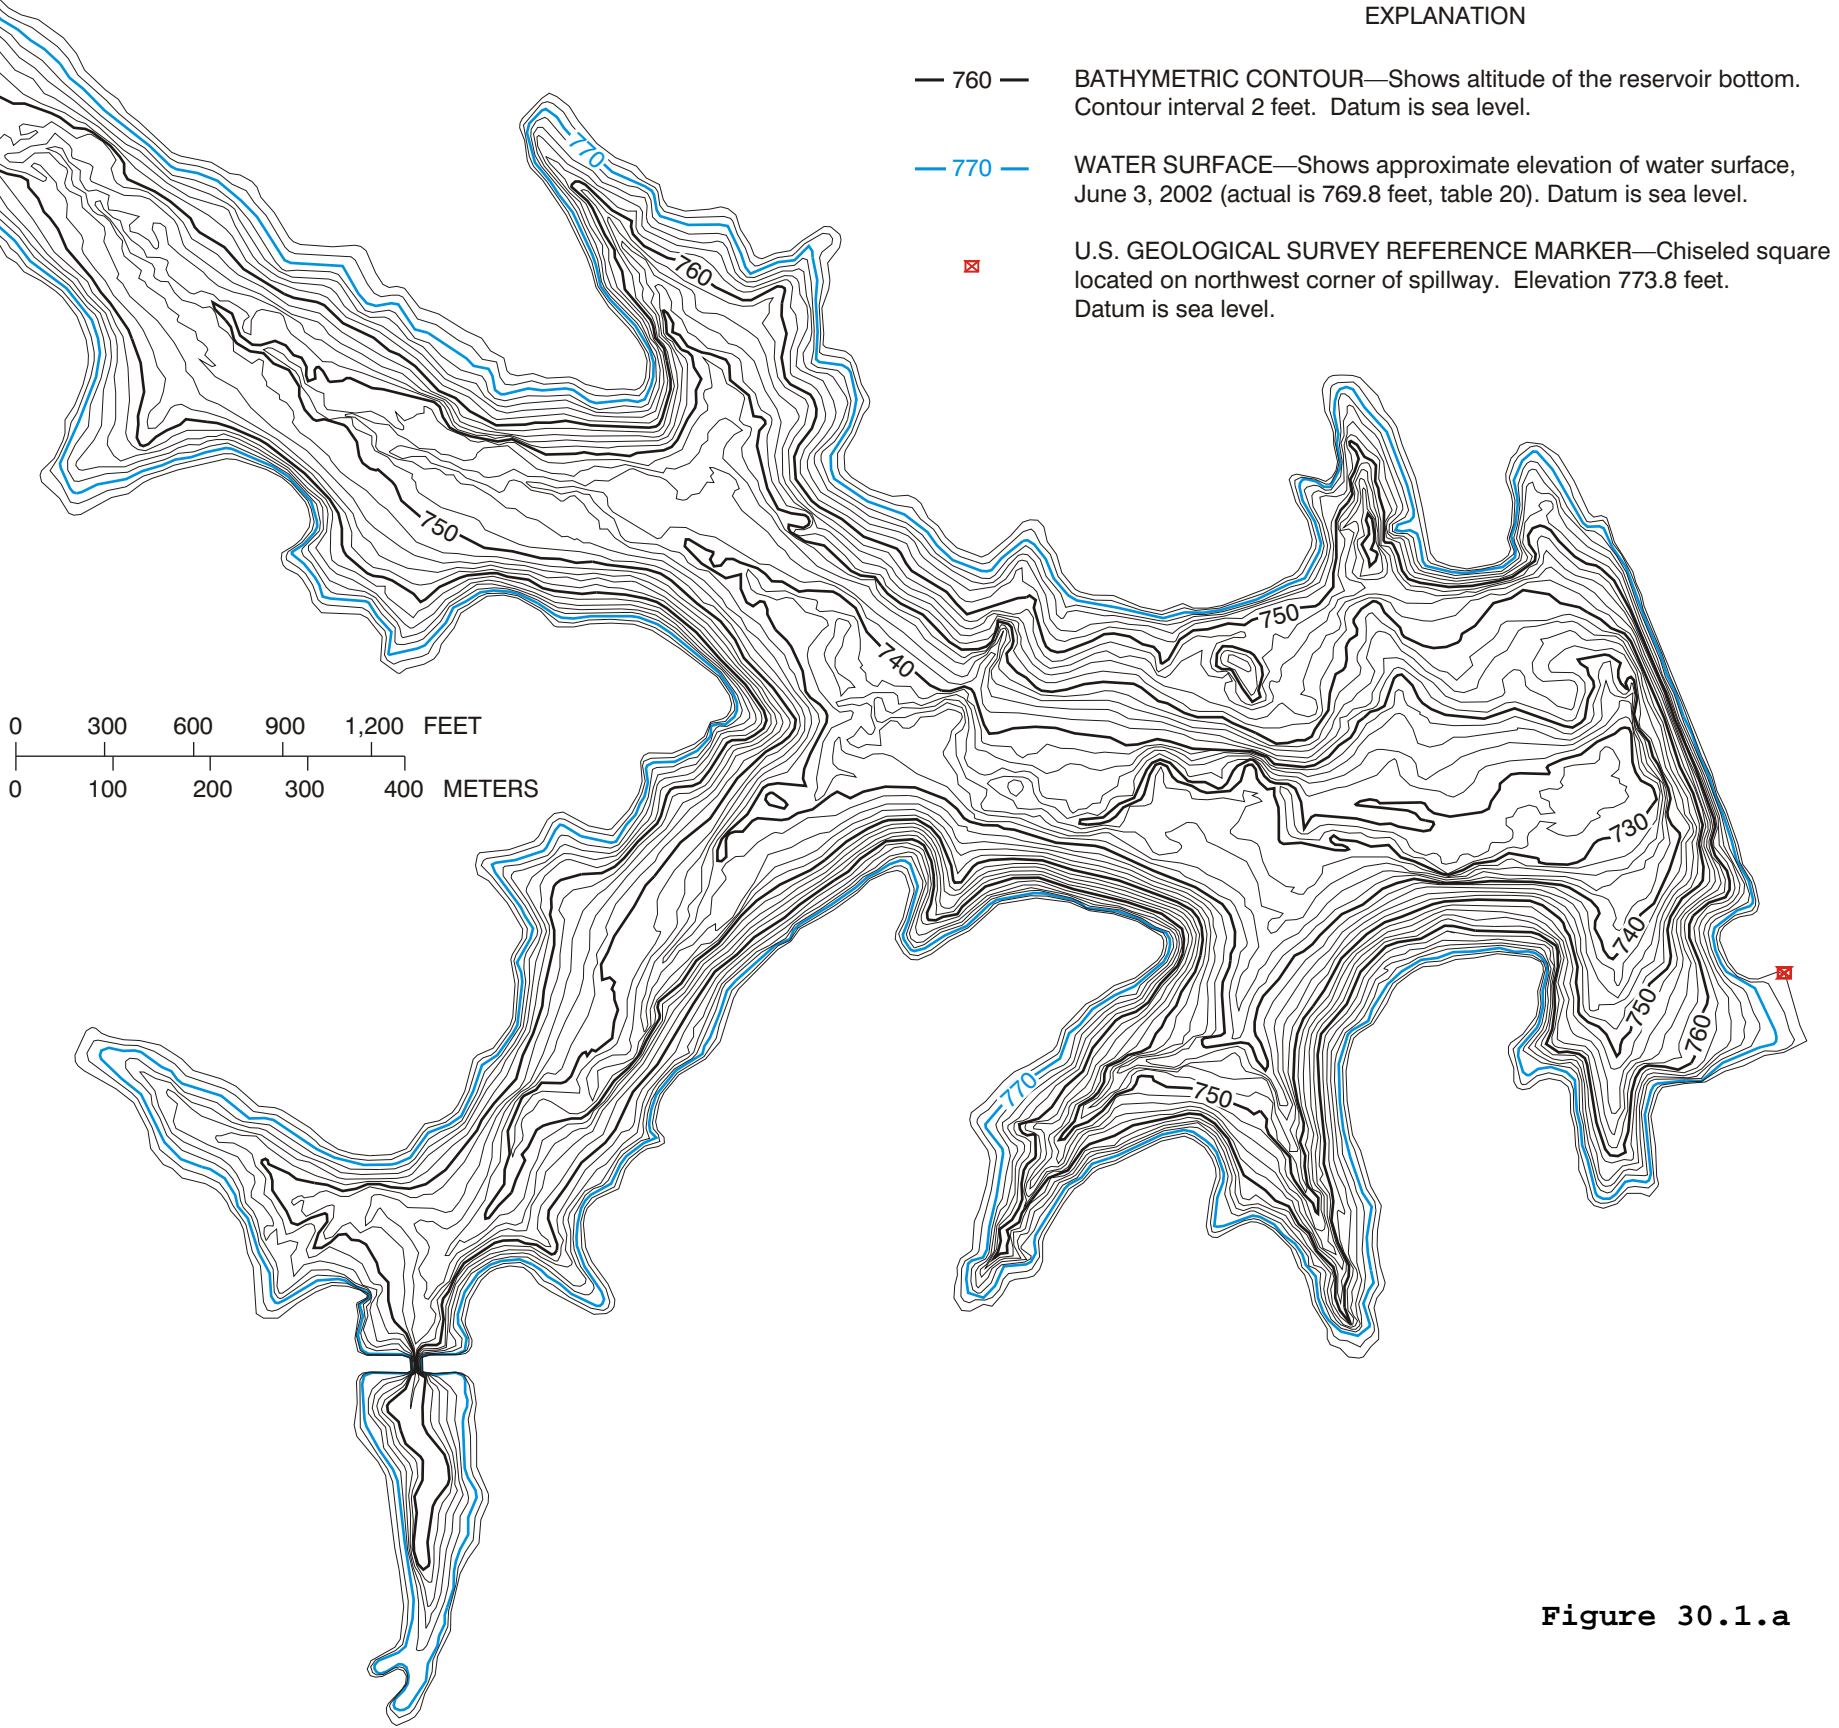 EXPLANATION
760
BATHYMETRIC CONTOUR—Shows altitude of the reservoir bottom.
Contour interval 2 feet. Datum is sea level.
770
WATER SURFACE—Shows approximate elevation of water surface,
June 3, 2002 (actual is 769.8 feet, table 20). Datum is sea level.
U.S. GEOLOGICAL SURVEY REFERENCE MARKER—Chiseled square
located on northwest corner of spillway. Elevation 773.8 feet.
Datum is sea level.
770
760
750
750
740
0 300 600 900 1,200 FEET
0 100 200 300 400 METERS
730
740
750
760
770
750
Figure 30.1.a